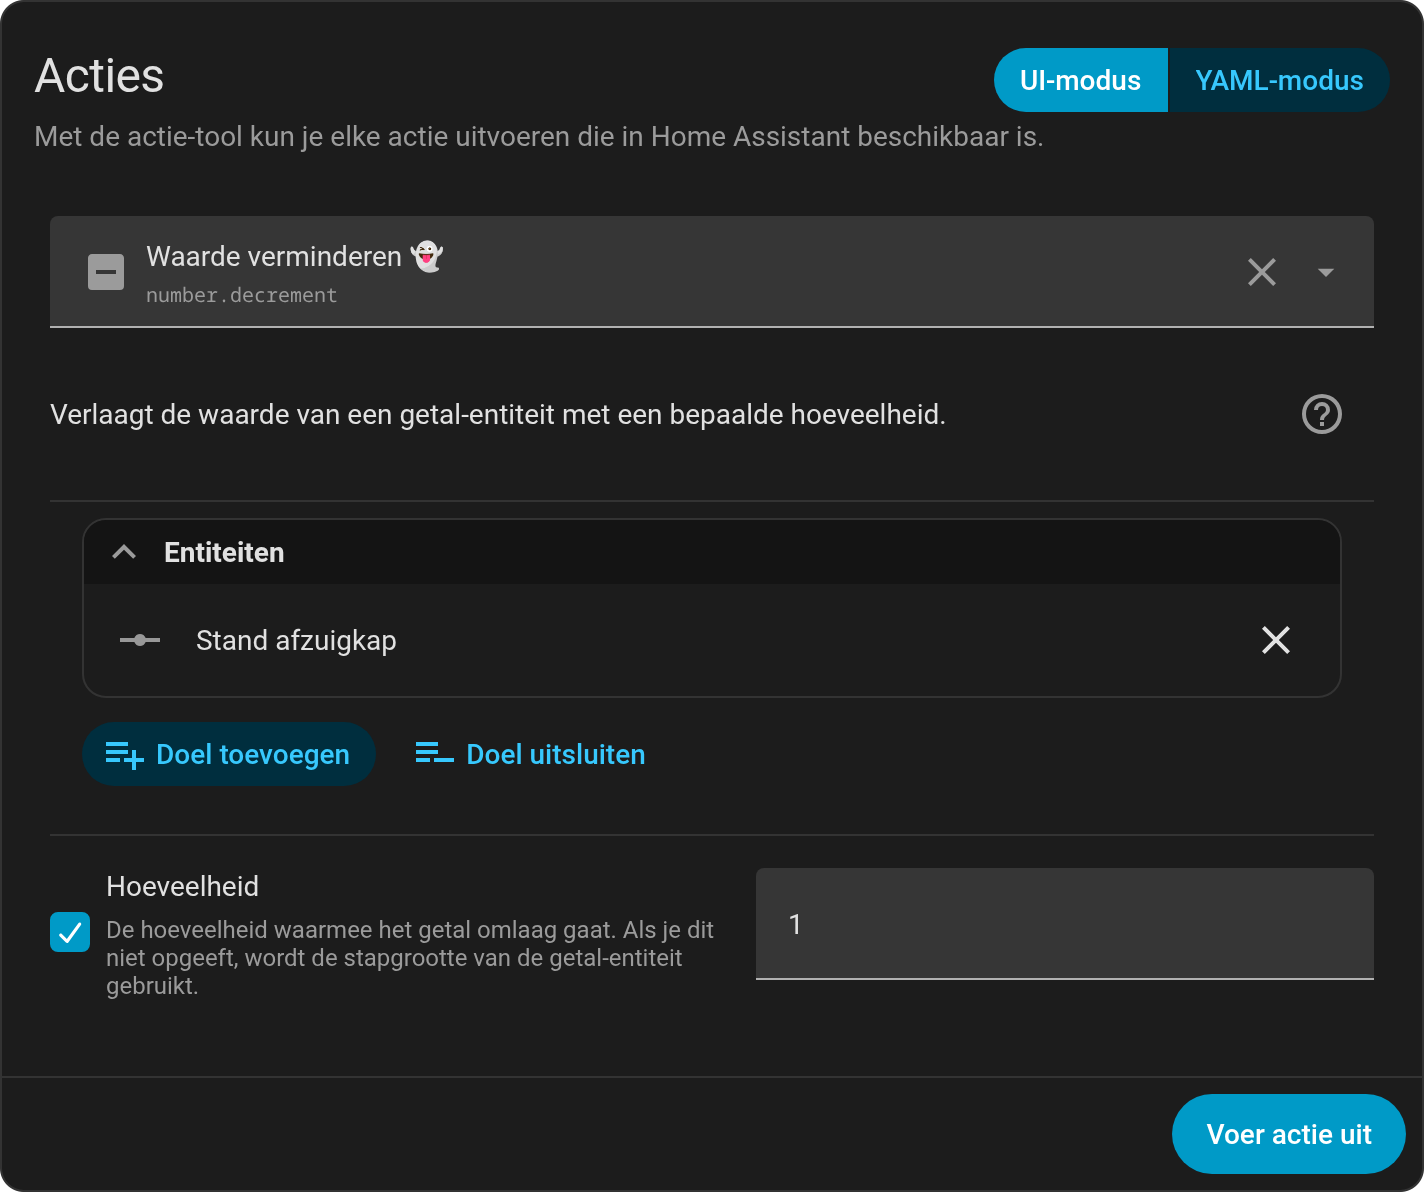 Acties
UI-modus
YAML-modus
Met de actie-tool kun je elke actie uitvoeren die in Home Assistant beschikbaar is.
Waarde verminderen 👻
number.decrement
Verlaagt de waarde van een getal-entiteit met een bepaalde hoeveelheid.
Entiteiten
Stand afzuigkap
Doel toevoegen
Doel uitsluiten
Hoeveelheid
De hoeveelheid waarmee het getal omlaag gaat. Als je dit
niet opgeeft, wordt de stapgrootte van de getal-entiteit
gebruikt.
1
Voer actie uit